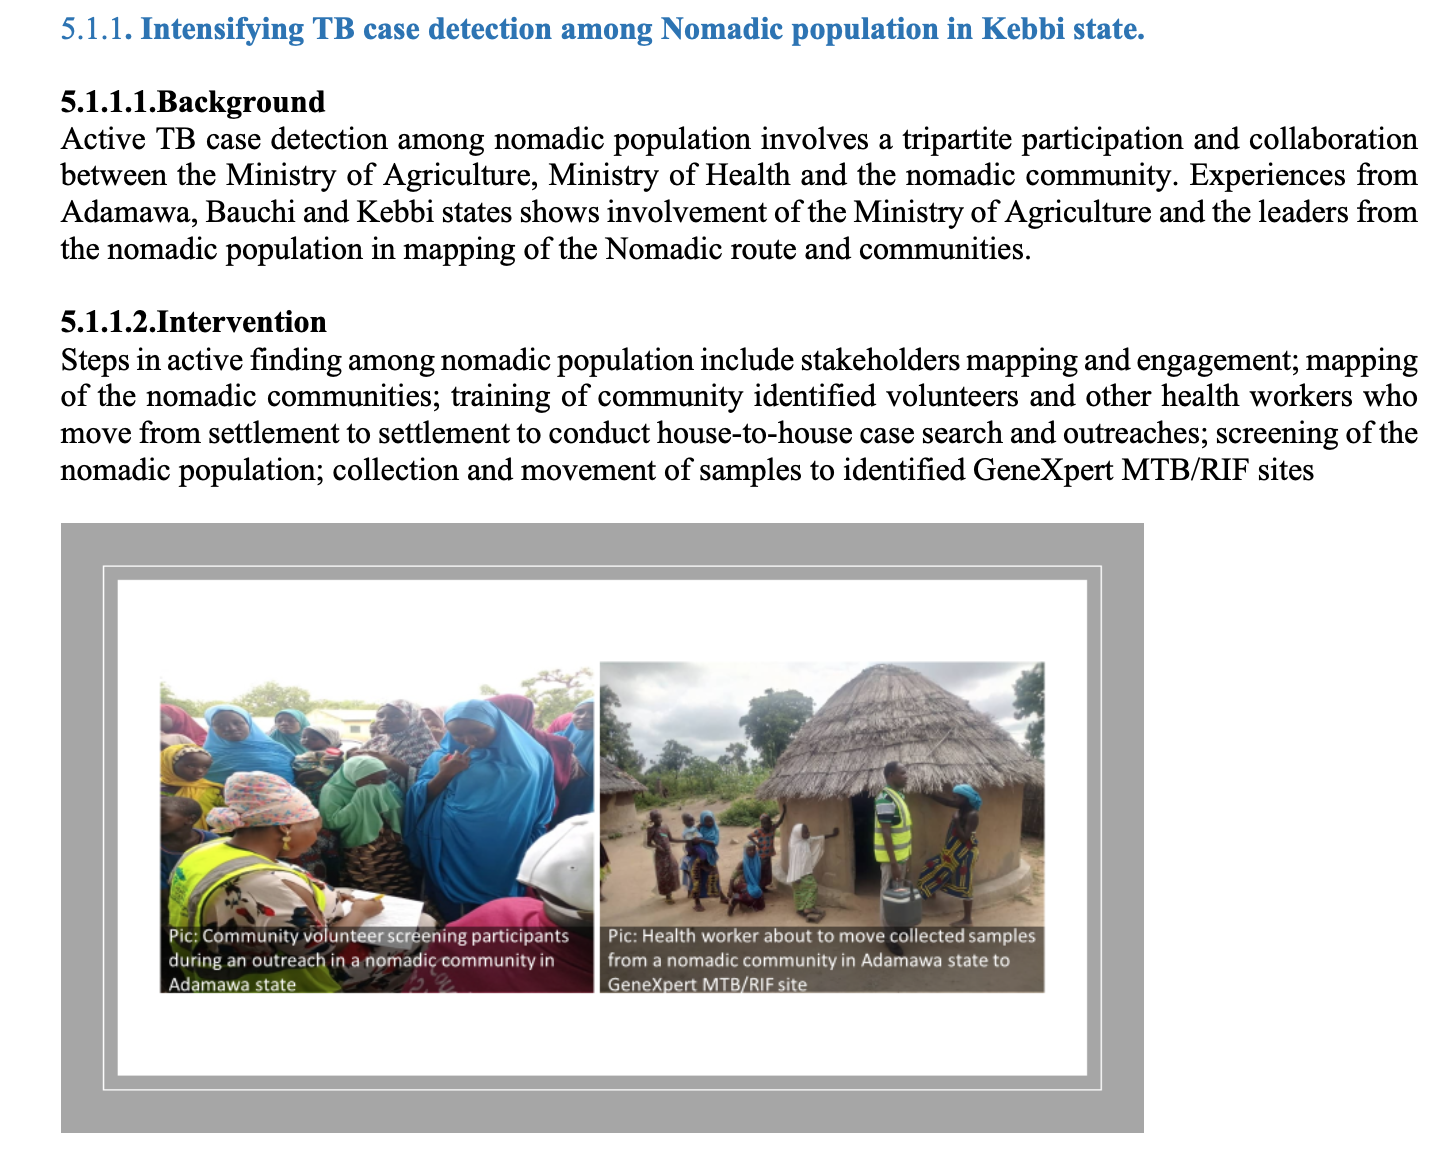 5.1.1. Intensifying TB case detection among Nomadic population in Kebbi state.
5.1.1.1.Background
Active TB case detection among nomadic population involves a tripartite participation and collaboration
between the Ministry of Agriculture, Ministry of Health and the nomadic community. Experiences from
Adamawa, Bauchi and Kebbi states shows involvement of the Ministry of Agriculture and the leaders from
the nomadic population in mapping of the Nomadic route and communities.
5.1.1.2.Intervention
Steps in active finding among nomadic population include stakeholders mapping and engagement; mapping
of the nomadic communities; training of community identified volunteers and other health workers who
move from settlement to settlement to conduct house-to-house case search and outreaches; screening of the
nomadic population; collection and movement of samples to identified GeneXpert MTB/RIF sites
Pic: Community volunteer screening participants
during an outreach in a nomadic community in
Adamawa state
Pic: Health worker about to move collected samples
from a nomadic community in Adamawa state to
GeneXpert MTB/RIF site